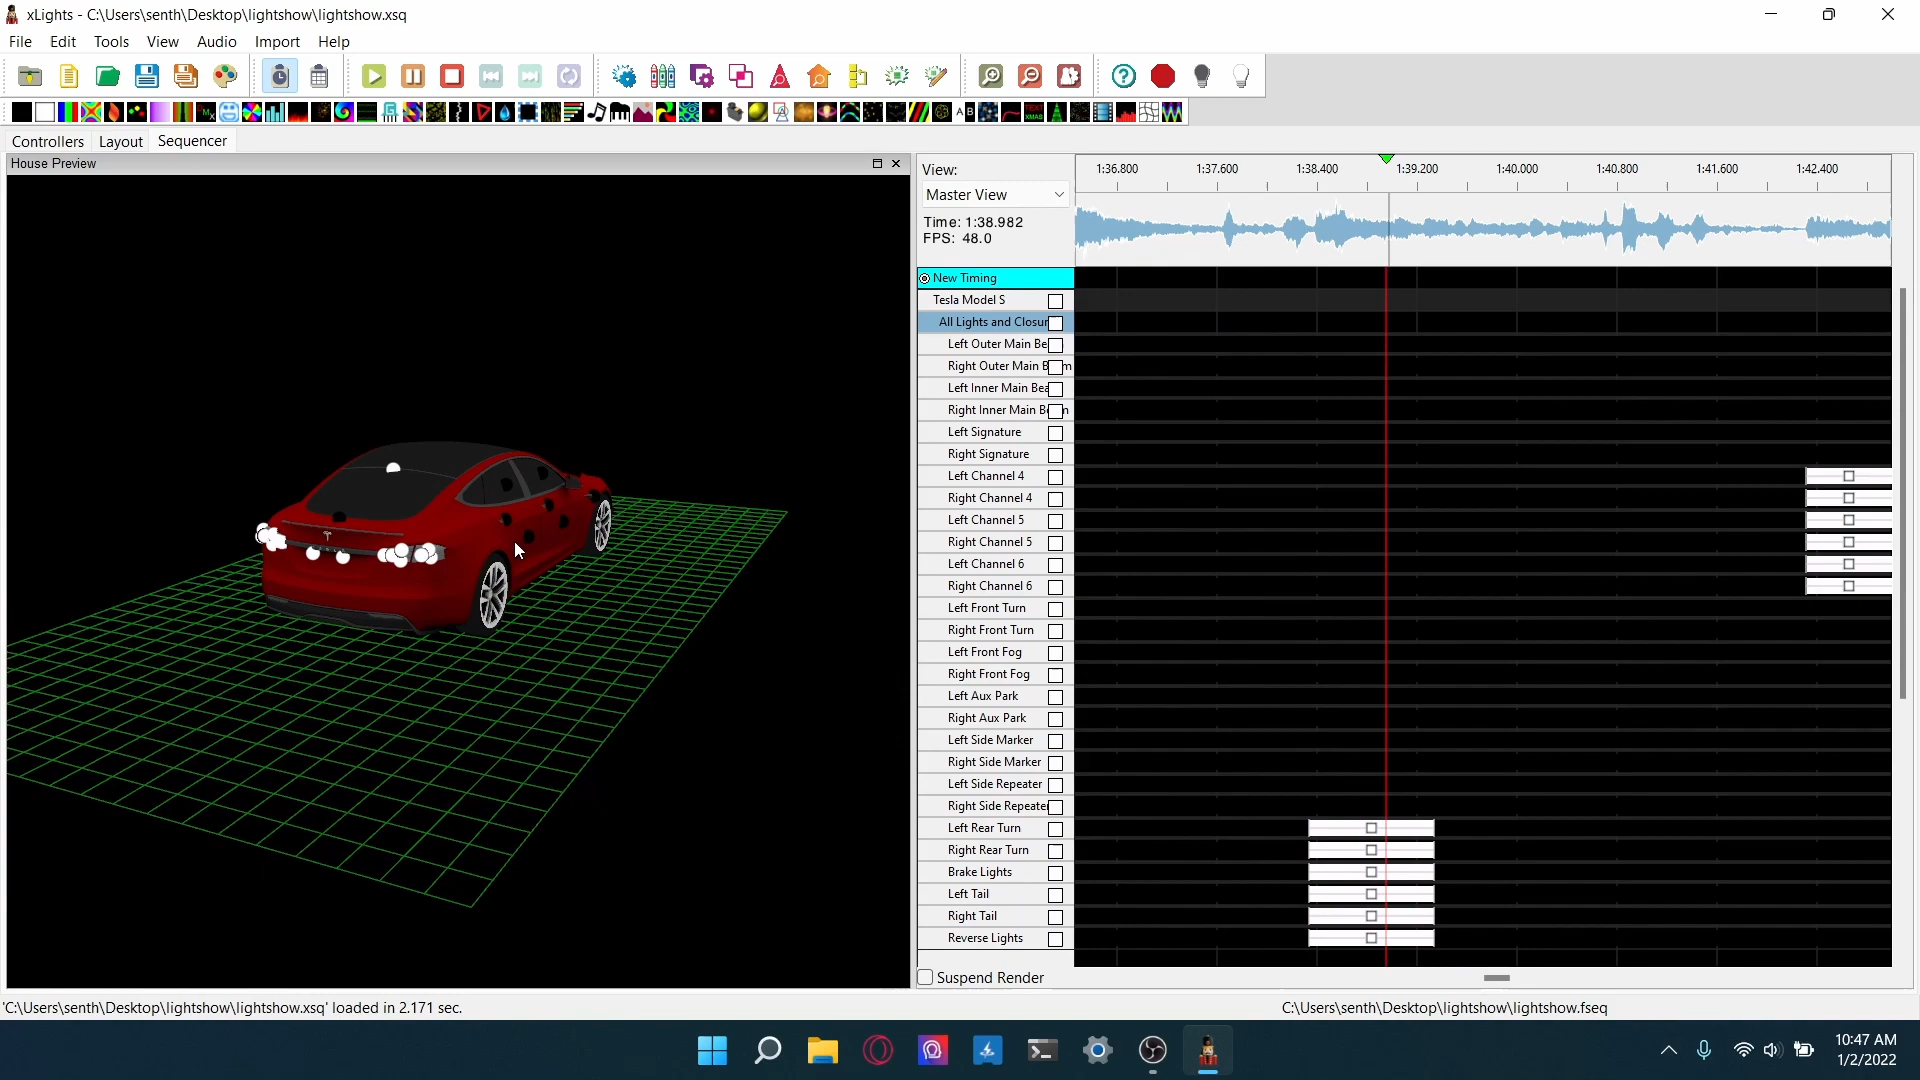 xLights - C:\Users\senth\Desktop\lightshow\lightshow.xsq
File Edit Tools View Audio Import Help
Controllers Layout Sequencer
House Preview
View:
Master View
Time: 1:38.982
FPS: 48.0
1:36.800 1:37.600 1:38.400 1:39.200 1:40.000 1:40.800 1:41.600 1:42.400
New Timing
Tesla Model S
All Lights and Closur
Left Outer Main Be
Right Outer Main B m
Left Inner Main Bea
Right Inner Main B m
Left Signature
Right Signature
Left Channel 4
Right Channel 4
Left Channel 5
Right Channel 5
Left Channel 6
Right Channel 6
Left Front Turn
Right Front Turn
Left Front Fog
Right Front Fog
Left Aux Park
Right Aux Park
Left Side Marker
Right Side Marker
Left Side Repeater
Right Side Repeater
Left Rear Turn
Right Rear Turn
Brake Lights
Left Tail
Right Tail
Reverse Lights
Suspend Render
'C:\Users\senth\Desktop\lightshow\lightshow.xsq' loaded in 2.171 sec.
C:\Users\senth\Desktop\lightshow\lightshow.fseq
10:47 AM
1/2/2022